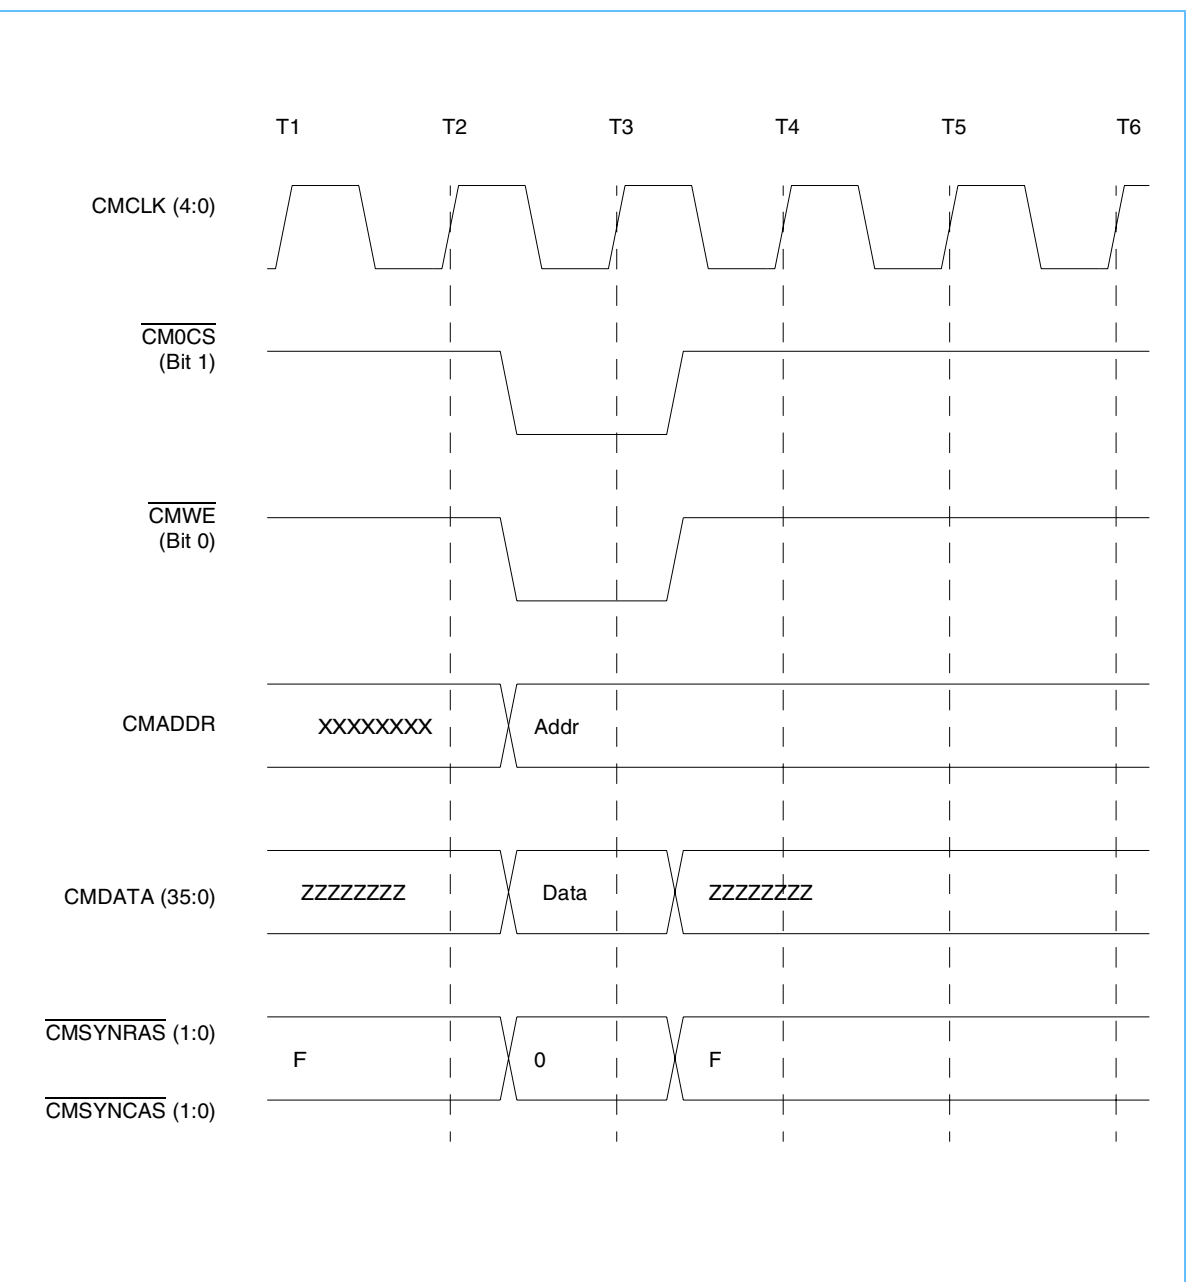 T1 T2 T3 T4 T5 T6
CMCLK (4:0)
CM0CS
(Bit 1)
CMWE
(Bit 0)
CMADDR XXXXXXXX Addr
CMDATA (35:0) ZZZZZZZZ Data ZZZZZZZZ
CMSYNRAS (1:0)
F 0 F
CMSYNCAS (1:0)